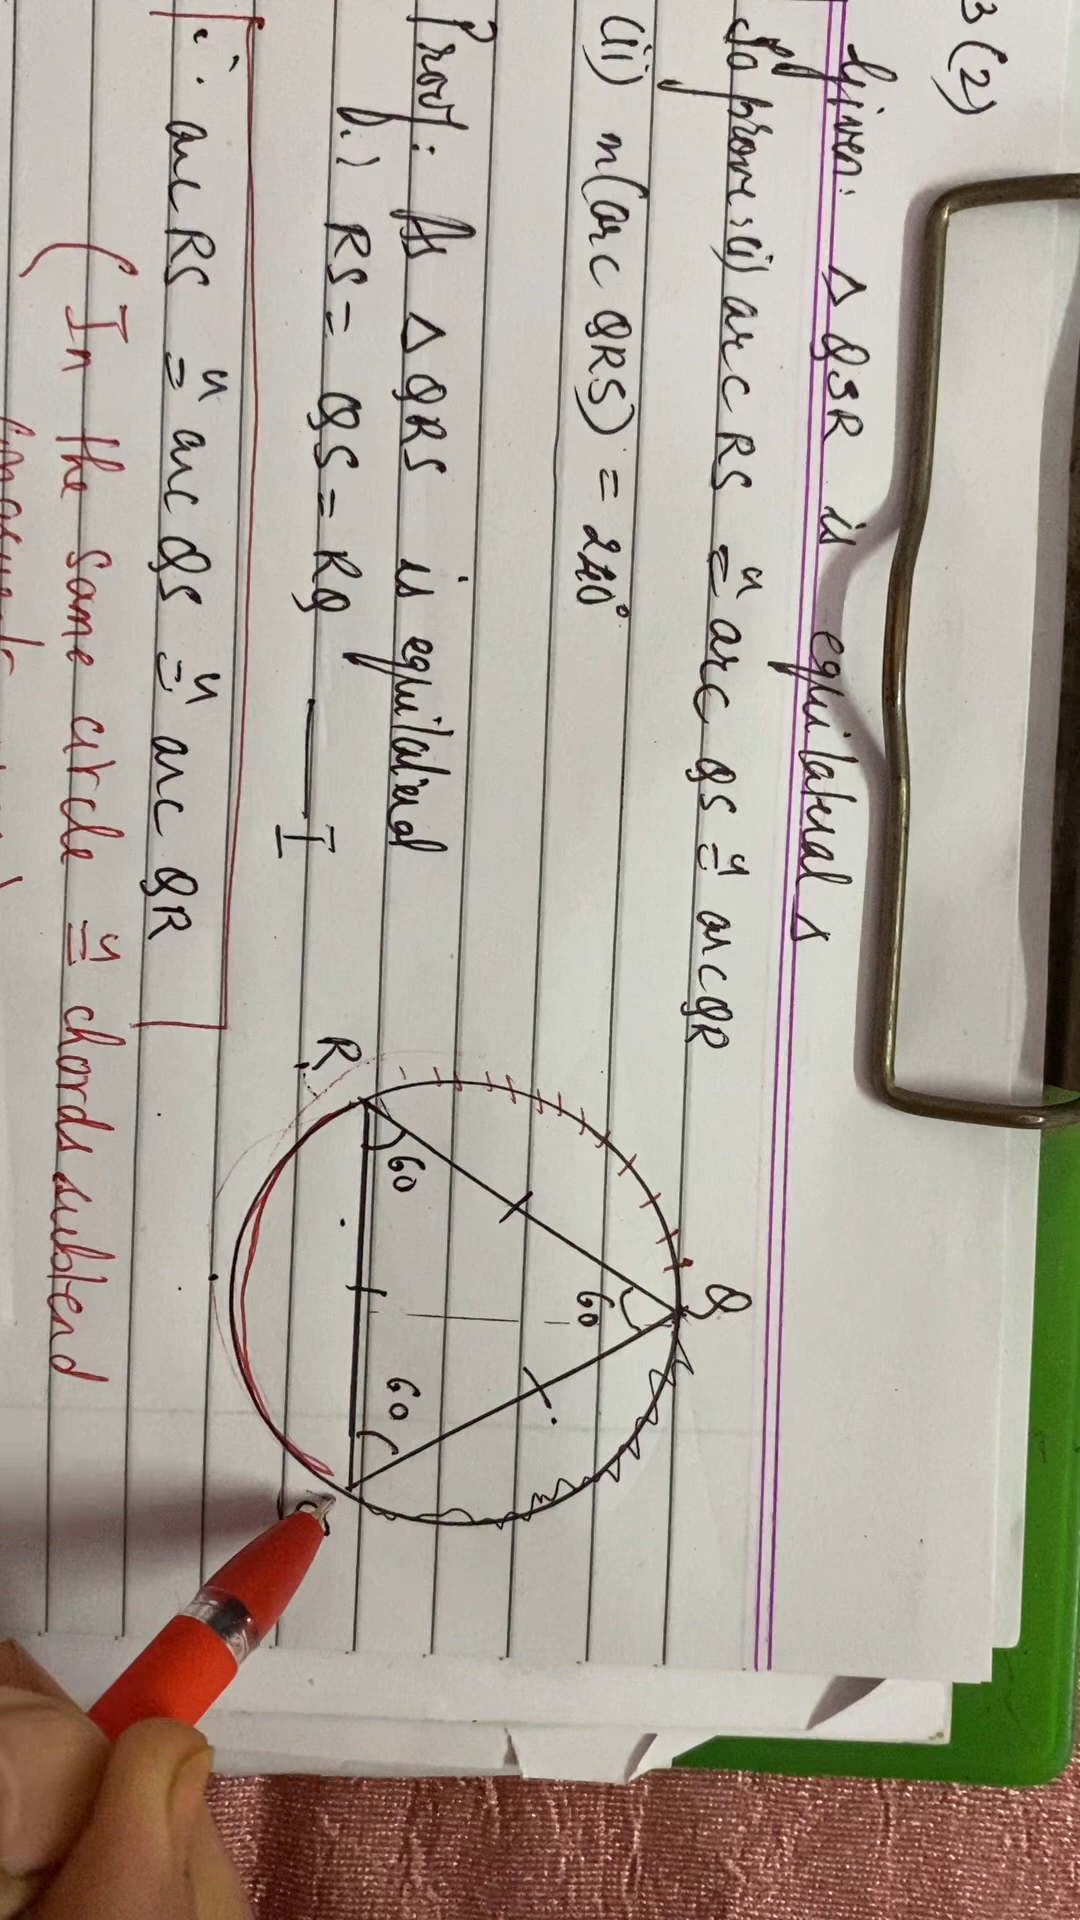 3 (2)
Given: Δ QSR is equilateral Δ
To prove: (i) arc RS ≅ arc QS ≅ arc QR
(ii) m(arc QRS) = 240°
Proof: As Δ QRS is equilateral
RS = QS = RQ — I
∴ arc RS ≅ arc QS ≅ arc QR
( In the same circle ≅ chords subtend
Q
R
60
60
60